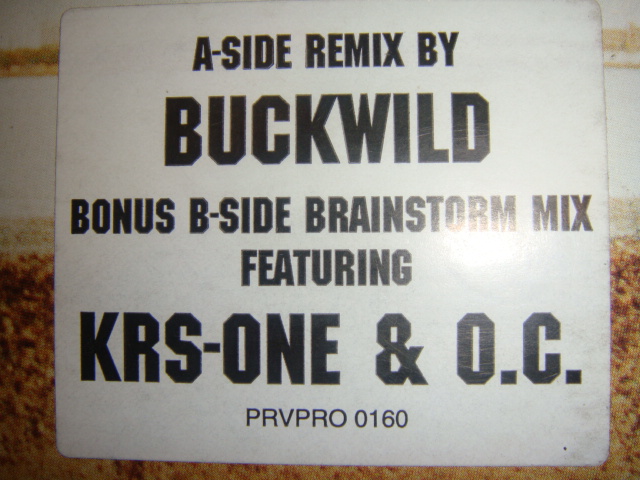 A-SIDE REMIX BY
BUCKWILD
BONUS B-SIDE BRAINSTORM MIX
FEATURING
KRS-ONE & O.C.
PRVPRO 0160